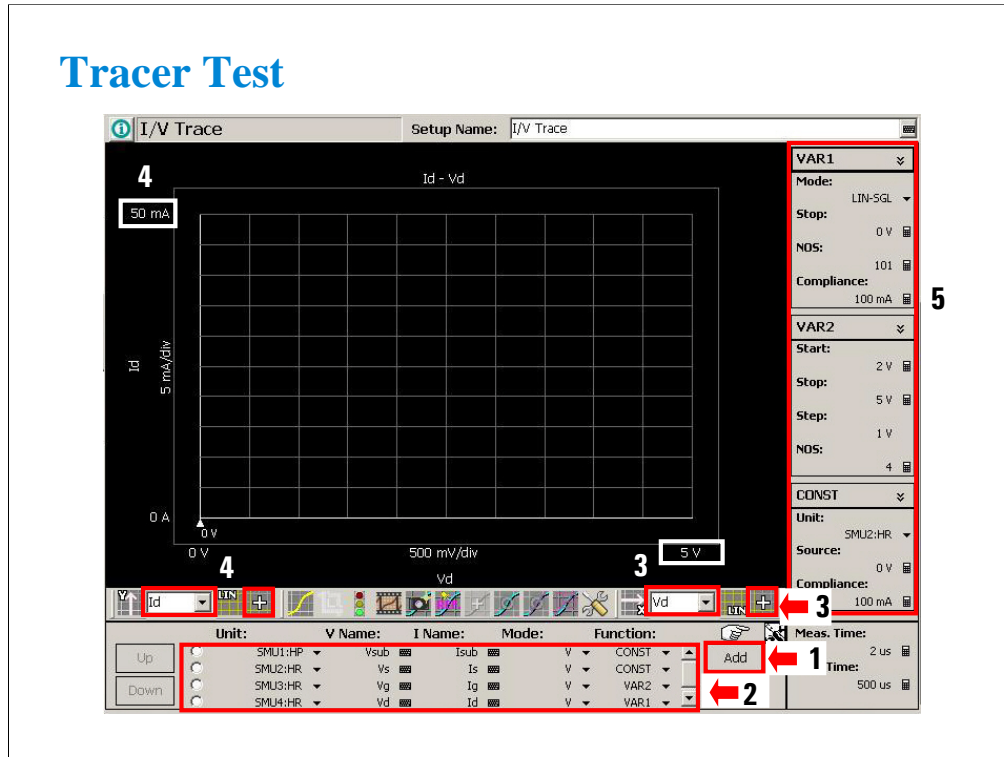 Tracer Test
I/V Trace
Setup Name: I/V Trace
4
Id - Vd
50 mA
Id
5 mA/div
0 A
0 V
0 V
500 mV/div
5 V
Vd
4
3
VAR1
Mode:
LIN-SGL
Stop:
0 V
NOS:
101
Compliance:
100 mA
5
VAR2
Start:
2 V
Stop:
5 V
Step:
1 V
NOS:
4
CONST
Unit:
SMU2:HR
Source:
0 V
Compliance:
100 mA
Y
Id
LIN
X
Vd
LIN
3
Unit: V Name: I Name: Mode: Function:
Up
Down
SMU1:HP Vsub Isub V CONST
SMU2:HR Vs Is V CONST
SMU3:HR Vg Ig V VAR2
SMU4:HR Vd Id V VAR1
Add
1
2
Meas. Time:
2 us
Time:
500 us